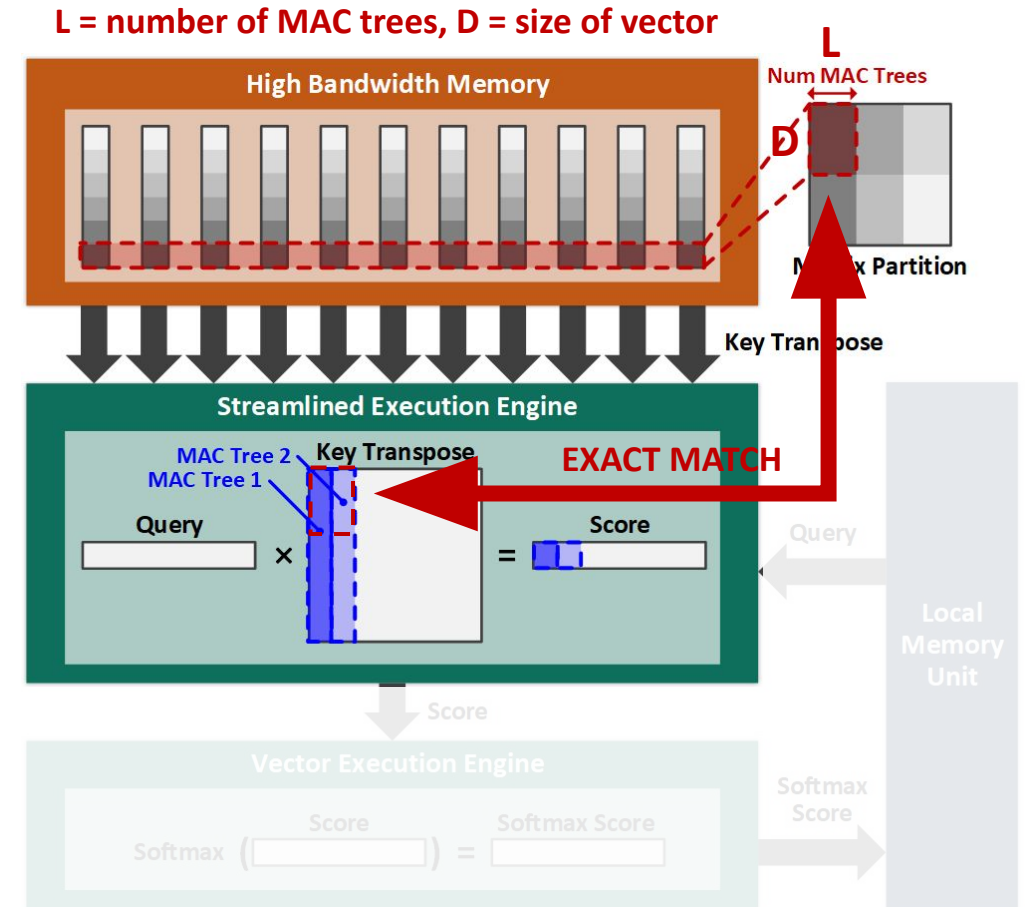 L = number of MAC trees, D = size of vector
L
Num MAC Trees
High Bandwidth Memory
D
Partition
Key Transpose
Streamlined Execution Engine
MAC Tree 2
Key Transpose
MAC Tree 1
EXACT MATCH
Query
×
=
Score
Query
Local
Memory
Unit
Score
Vector Execution Engine
Softmax
Score
Score
Softmax Score
Softmax ( ) =